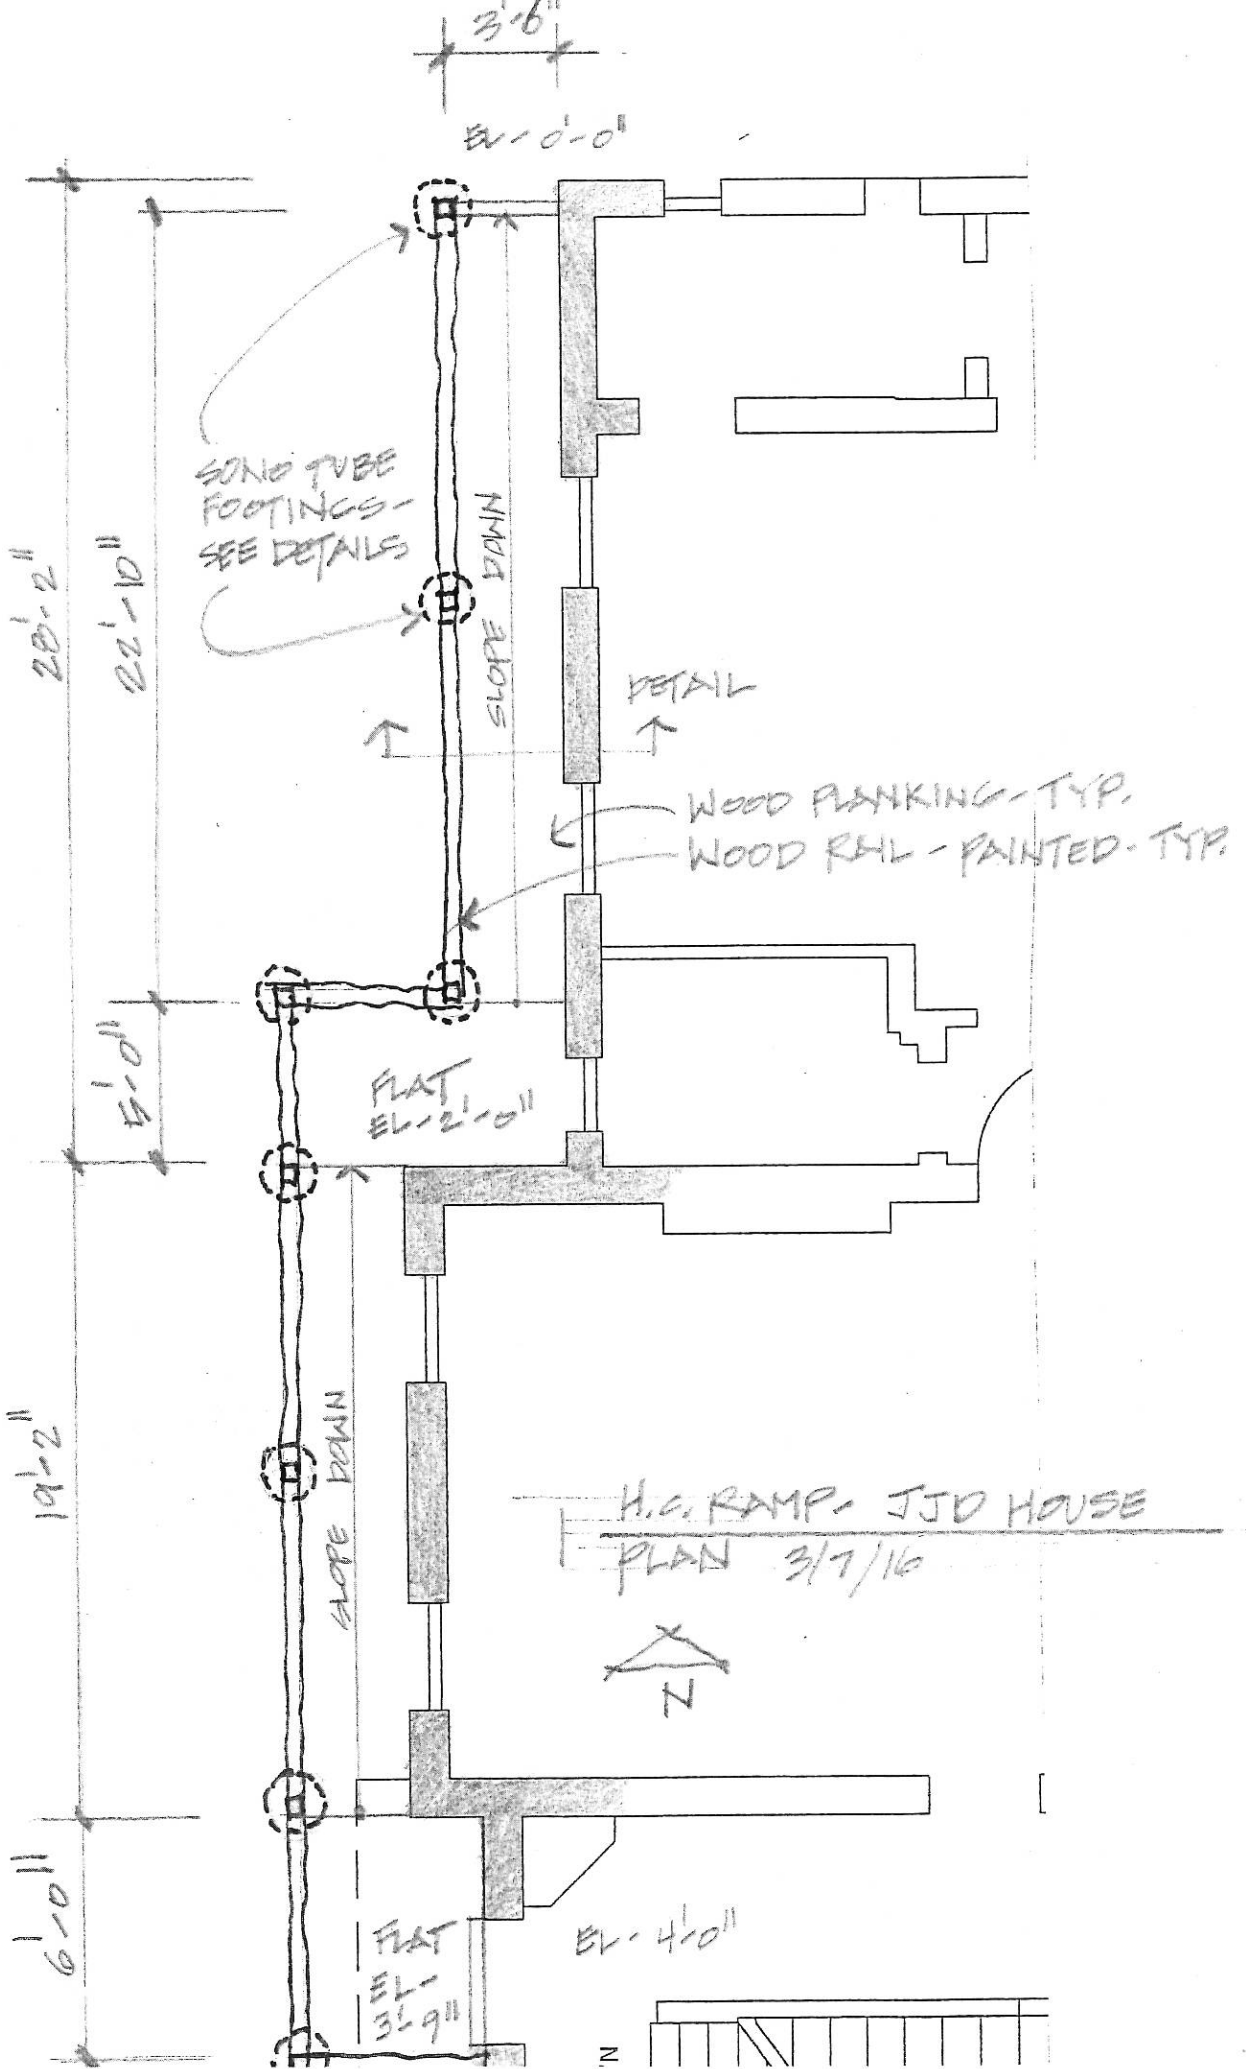 3'-6"
EL-0'-0"
SONO TUBE
FOOTINGS-
SEE DETAILS
28'-2"
22'-10"
SLOPE DOWN
DETAIL
WOOD PLANKING-TYP.
WOOD RAIL-PAINTED-TYP.
5'-0"
FLAT
EL-2'-0"
19'-2"
SLOPE DOWN
H.C. RAMP- JJD HOUSE
PLAN 3/7/16
N
6'-0"
FLAT
EL-
3'-9"
EL-4'-0"
N